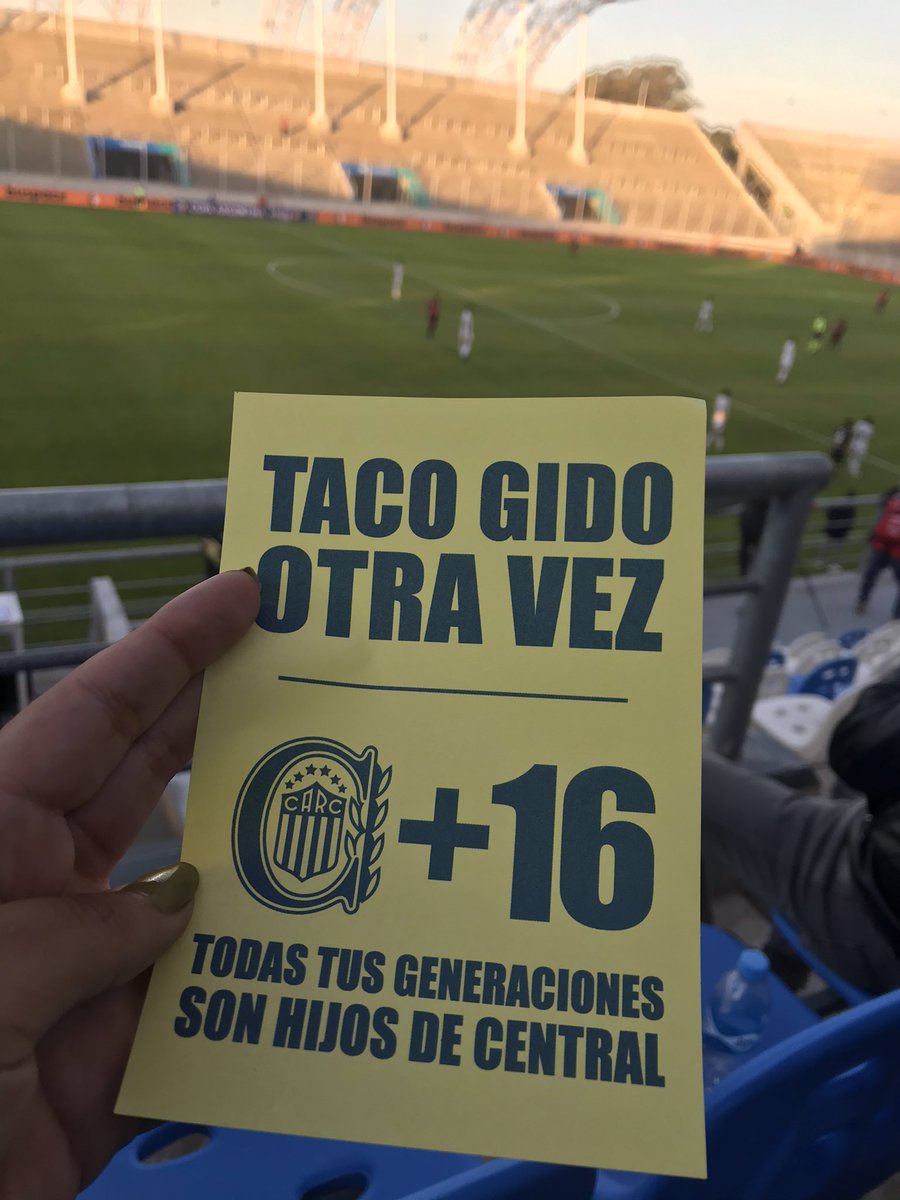 TACO GIDO
OTRA VEZ
CARC
+16
TODAS TUS GENERACIONES
SON HIJOS DE CENTRAL